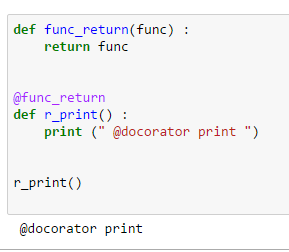 def func_return(func) :
    return func
@func_return
def r_print() :
    print (" @docorator print ")
r_print()
@docorator print